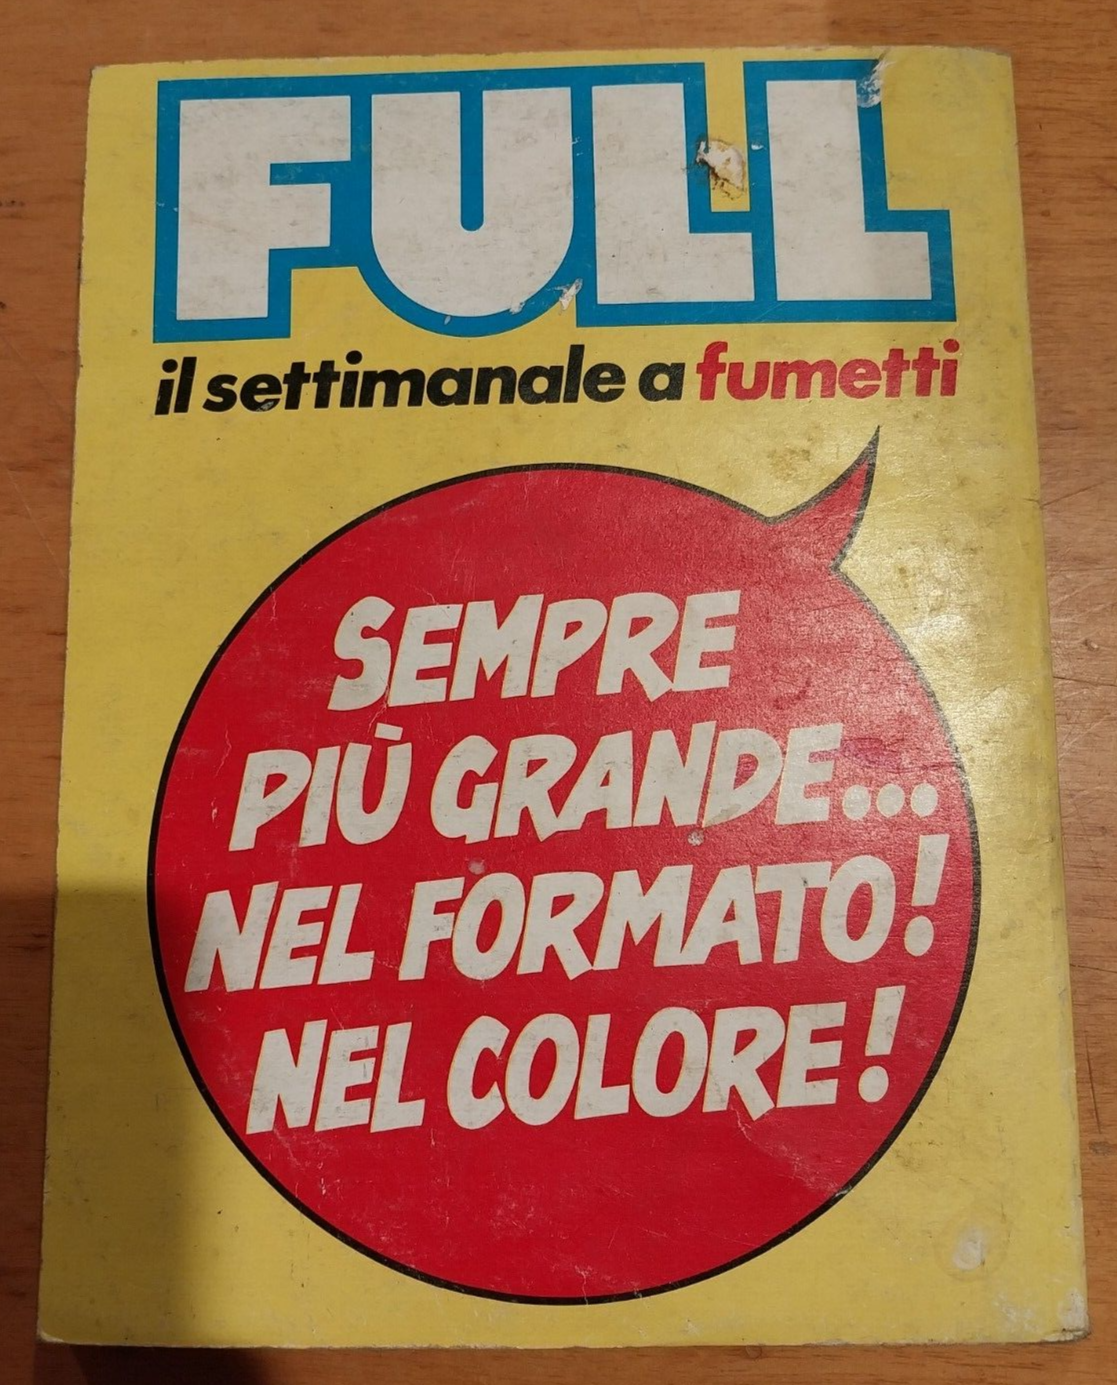 FULL
il settimanale a fumetti
SEMPRE
PIÙ GRANDE...
NEL FORMATO!
NEL COLORE!